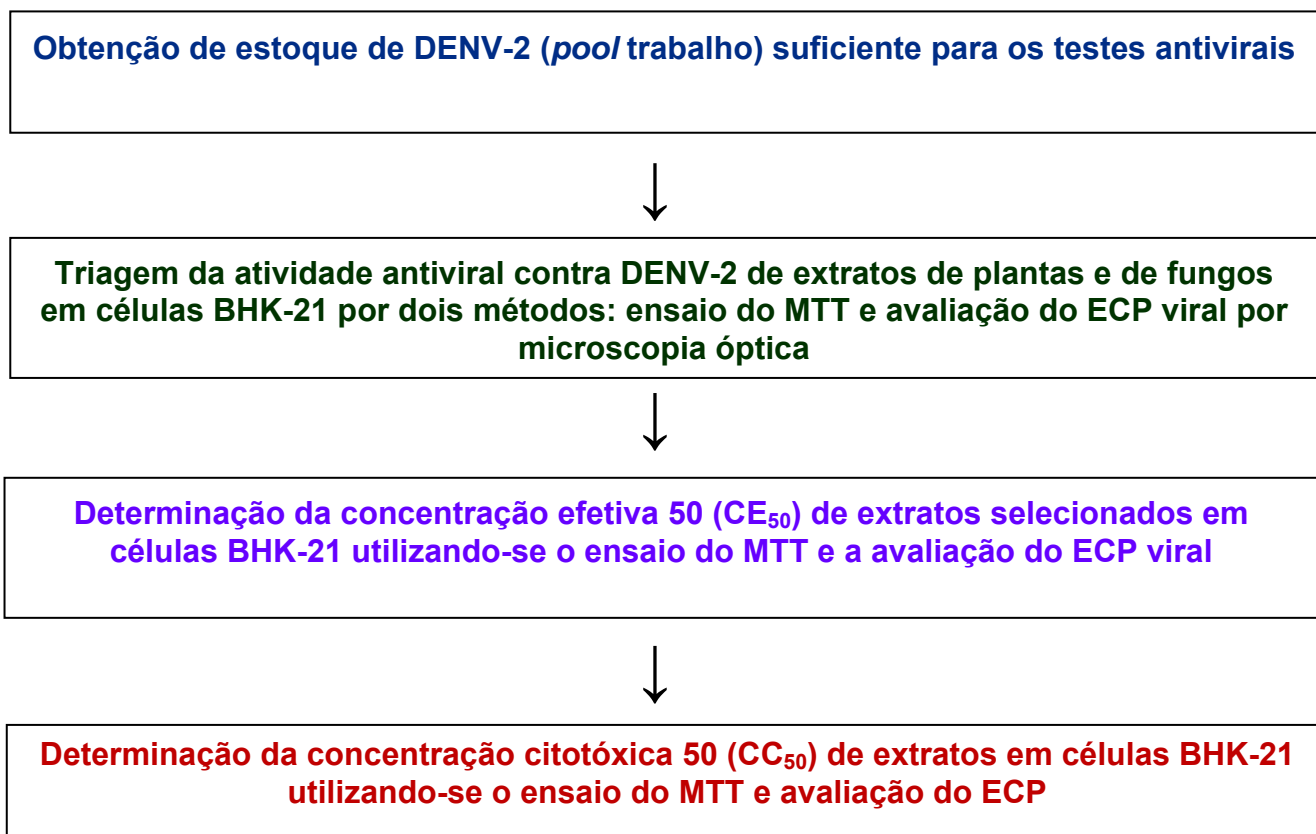 Obtenção de estoque de DENV-2 (pool trabalho) suficiente para os testes antivirais
↓
Triagem da atividade antiviral contra DENV-2 de extratos de plantas e de fungos
em células BHK-21 por dois métodos: ensaio do MTT e avaliação do ECP viral por
microscopia óptica
↓
Determinação da concentração efetiva 50 (CE₅₀) de extratos selecionados em
células BHK-21 utilizando-se o ensaio do MTT e a avaliação do ECP viral
↓
Determinação da concentração citotóxica 50 (CC₅₀) de extratos em células BHK-21
utilizando-se o ensaio do MTT e avaliação do ECP